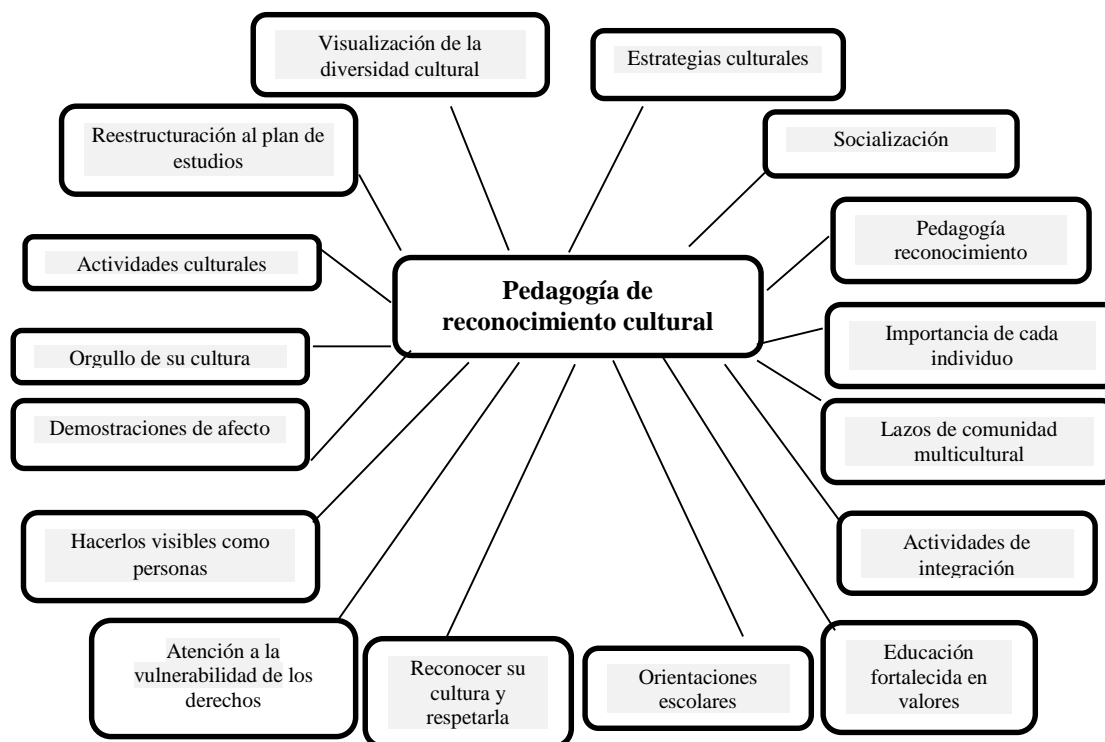 Visualización de la
diversidad cultural
Estrategias culturales
Reestructuración al plan de
estudios
Socialización
Pedagogía
reconocimiento
Actividades culturales
Pedagogía de
reconocimiento cultural
Importancia de cada
individuo
Orgullo de su cultura
Demostraciones de afecto
Lazos de comunidad
multicultural
Hacerlos visibles como
personas
Actividades de
integración
Atención a la
vulnerabilidad de los
derechos
Reconocer su
cultura y
respetarla
Orientaciones
escolares
Educación
fortalecida en
valores